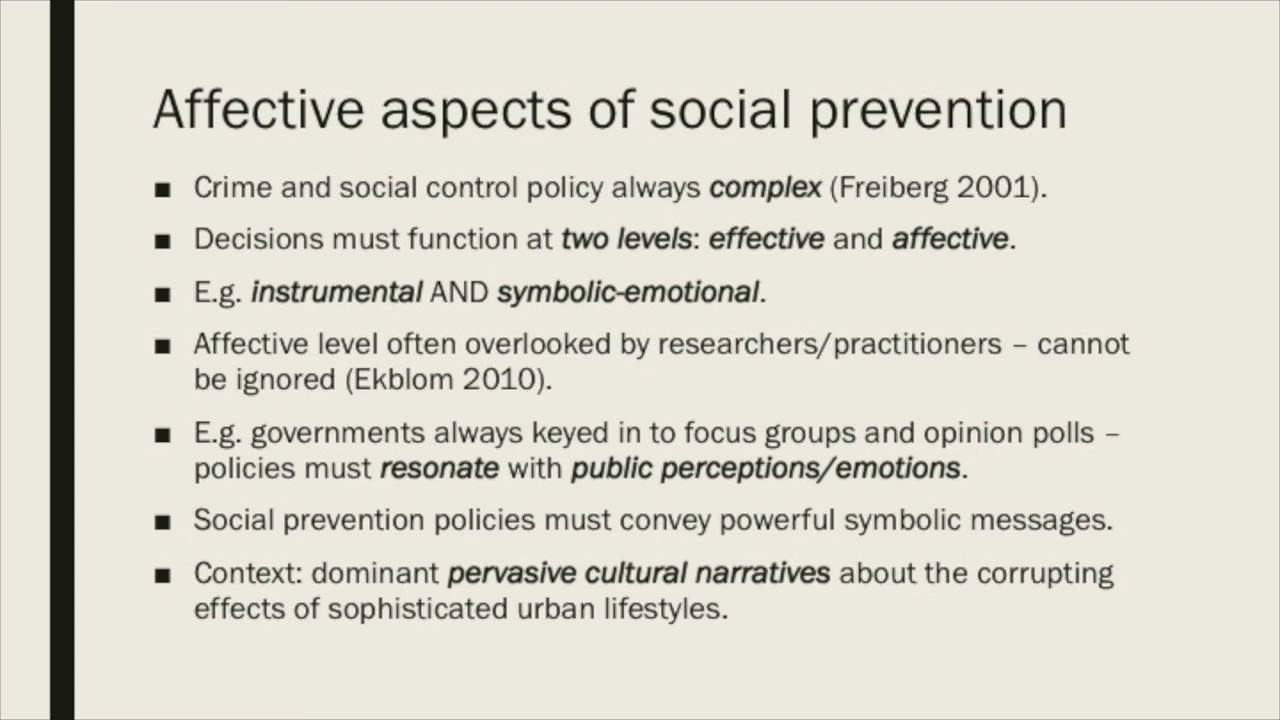 Affective aspects of social prevention
■ Crime and social control policy always complex (Freiberg 2001).
■ Decisions must function at two levels: effective and affective.
■ E.g. instrumental AND symbolic-emotional.
■ Affective level often overlooked by researchers/practitioners – cannot
be ignored (Ekblom 2010).
■ E.g. governments always keyed in to focus groups and opinion polls –
policies must resonate with public perceptions/emotions.
■ Social prevention policies must convey powerful symbolic messages.
■ Context: dominant pervasive cultural narratives about the corrupting
effects of sophisticated urban lifestyles.